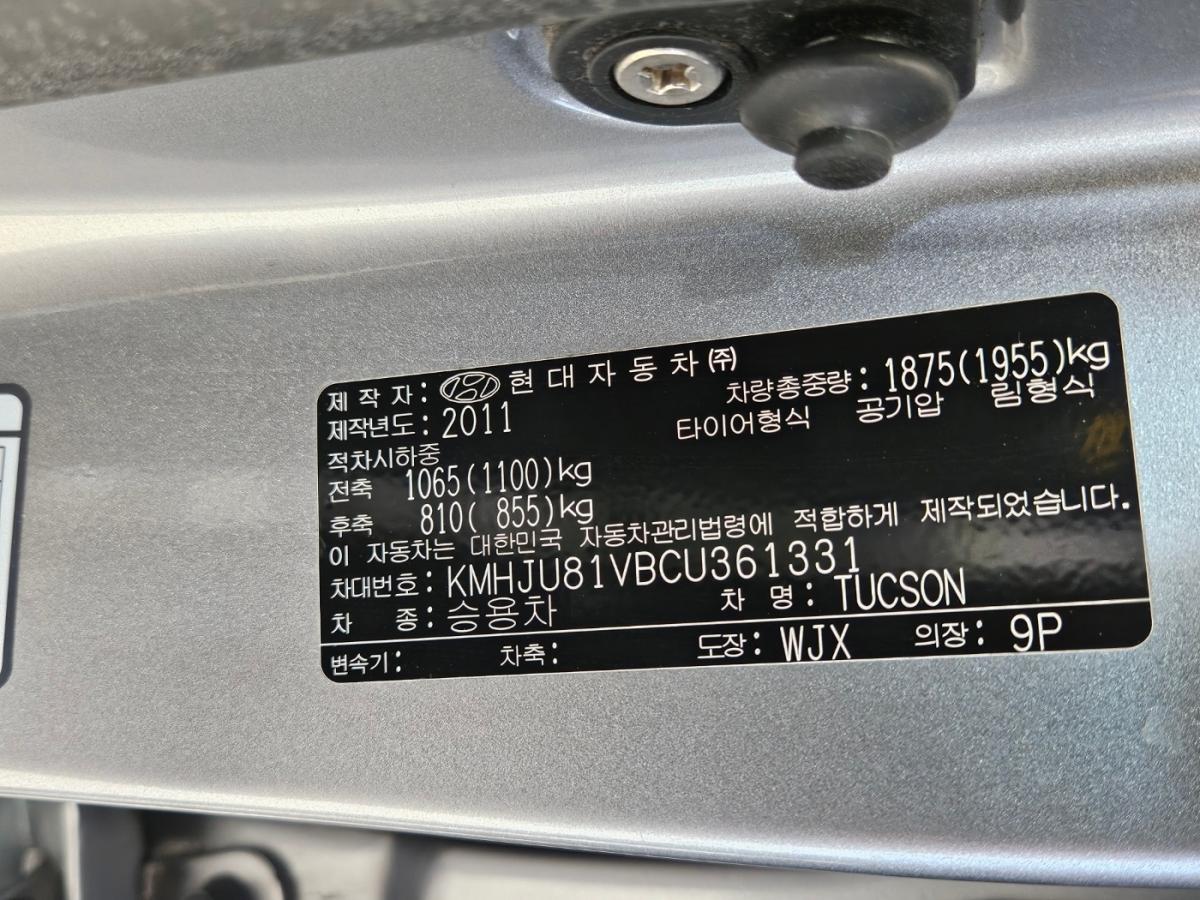 제 작 자 : 현 대 자 동 차 ㈜
차량총중량 : 1875(1955)kg
제작년도 : 2011
타이어형식 공기압 림형식
적차시하중
전축 1065(1100)kg
후축 810( 855)kg
이 자동차는 대한민국 자동차관리법령에 적합하게 제작되었습니다.
차대번호 : KMHJU81VBCU361331
차 종 : 승용차 차 명 : TUCSON
변속기 : 차축 : 도장 : WJX 의장 : 9P